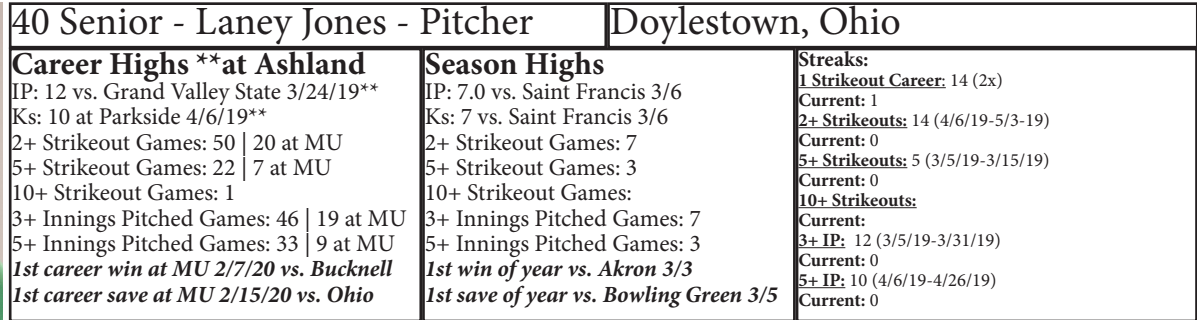 40 Senior - Laney Jones - Pitcher
Doylestown, Ohio
Career Highs **at Ashland
IP: 12 vs. Grand Valley State 3/24/19**
Ks: 10 at Parkside 4/6/19**
2+ Strikeout Games: 50 | 20 at MU
5+ Strikeout Games: 22 | 7 at MU
10+ Strikeout Games: 1
3+ Innings Pitched Games: 46 | 19 at MU
5+ Innings Pitched Games: 33 | 9 at MU
1st career win at MU 2/7/20 vs. Bucknell
1st career save at MU 2/15/20 vs. Ohio
Season Highs
IP: 7.0 vs. Saint Francis 3/6
Ks: 7 vs. Saint Francis 3/6
2+ Strikeout Games: 7
5+ Strikeout Games: 3
10+ Strikeout Games:
3+ Innings Pitched Games: 7
5+ Innings Pitched Games: 3
1st win of year vs. Akron 3/3
1st save of year vs. Bowling Green 3/5
Streaks:
1 Strikeout Career: 14 (2x)
Current: 1
2+ Strikeouts: 14 (4/6/19-5/3-19)
Current: 0
5+ Strikeouts: 5 (3/5/19-3/15/19)
Current: 0
10+ Strikeouts:
Current:
3+ IP: 12 (3/5/19-3/31/19)
Current: 0
5+ IP: 10 (4/6/19-4/26/19)
Current: 0